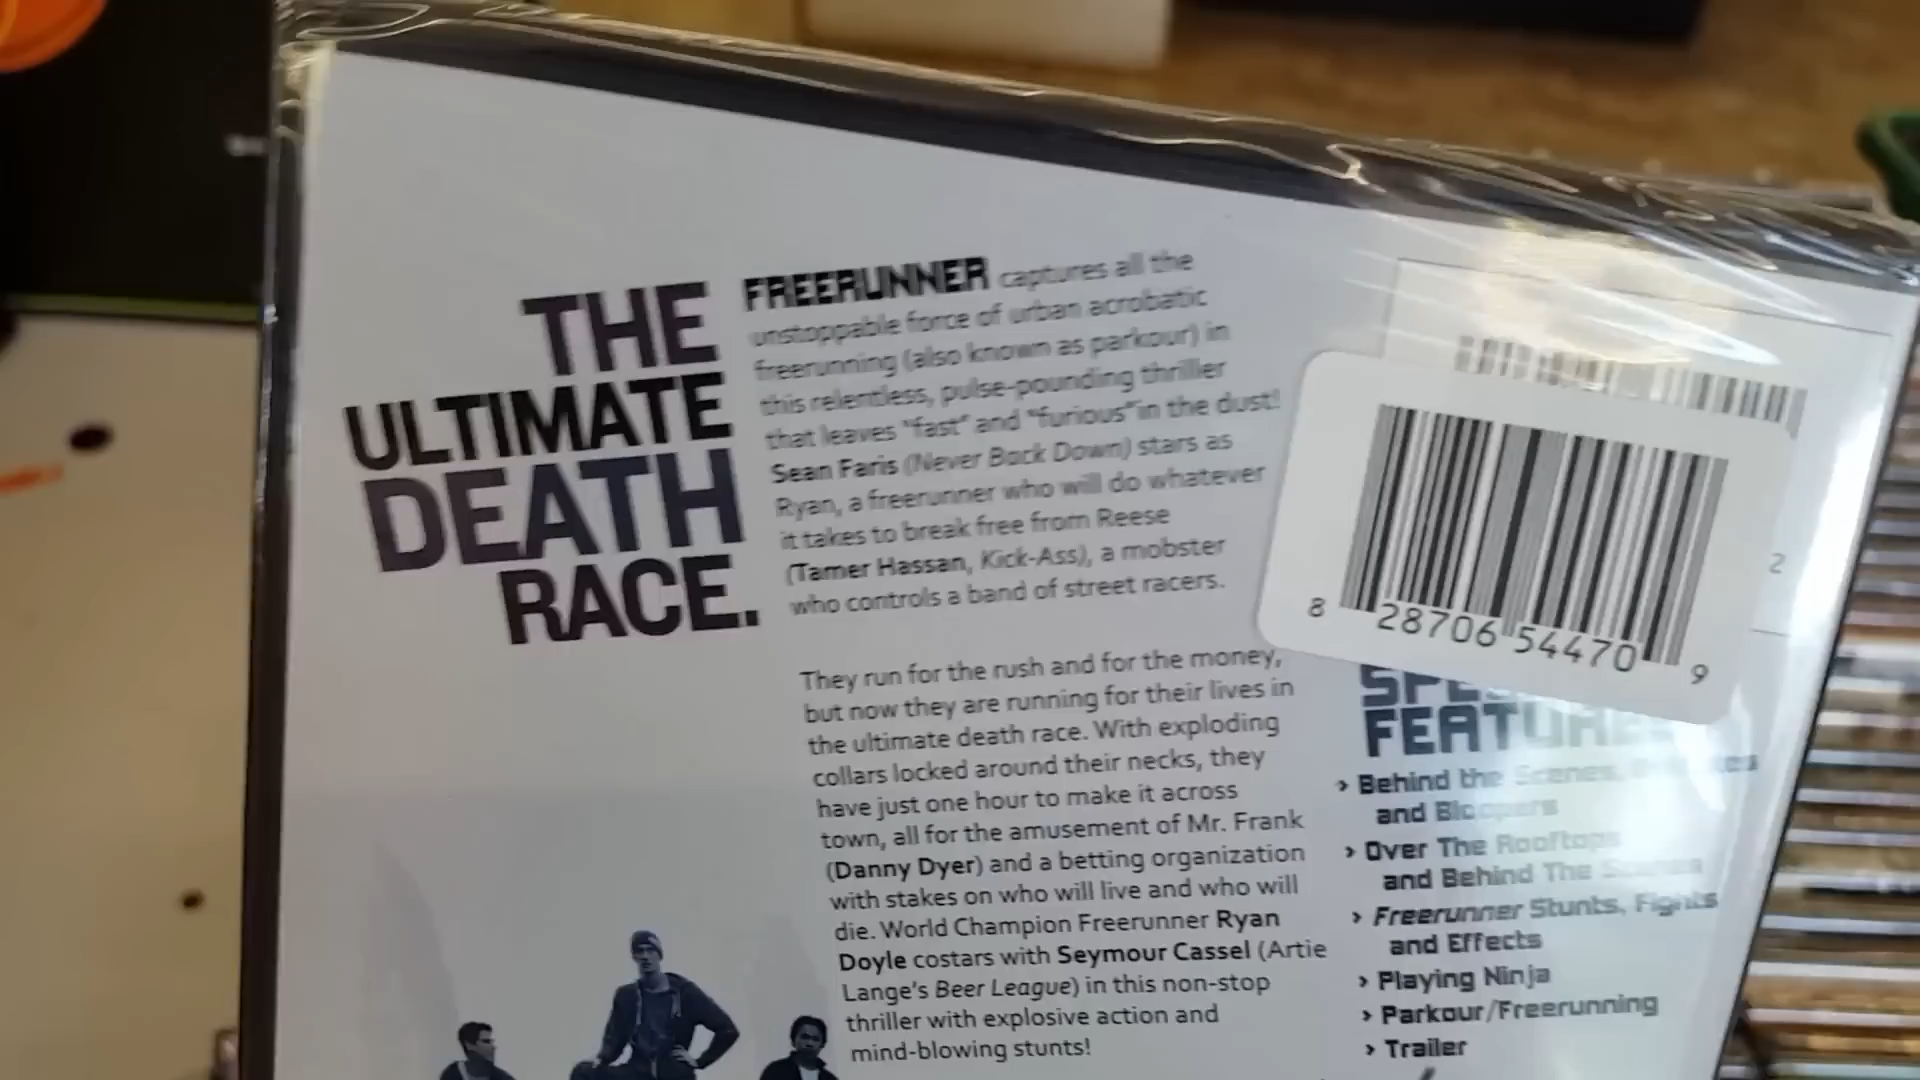 THE
ULTIMATE
DEATH
RACE.
FREERUNNER captures all the
unstoppable force of urban acrobatic
freerunning (also known as parkour) in
this relentless, pulse-pounding thriller
that leaves "fast" and "furious" in the dust!
Sean Faris (Never Back Down) stars as
Ryan, a freerunner who will do whatever
it takes to break free from Reese
(Tamer Hassan, Kick-Ass), a mobster
who controls a band of street racers.
They run for the rush and for the money,
but now they are running for their lives in
the ultimate death race. With exploding
collars locked around their necks, they
have just one hour to make it across
town, all for the amusement of Mr. Frank
(Danny Dyer) and a betting organization
with stakes on who will live and who will
die. World Champion Freerunner Ryan
Doyle costars with Seymour Cassel (Artie
Lange's Beer League) in this non-stop
thriller with explosive action and
mind-blowing stunts!
2
8 28706 54470 9
FEATURES
› Behind the Scenes,
and Bloopers
› Over The Rooftops
and Behind The Scenes
› Freerunner Stunts, Fights
and Effects
› Playing Ninja
› Parkour/Freerunning
› Trailer